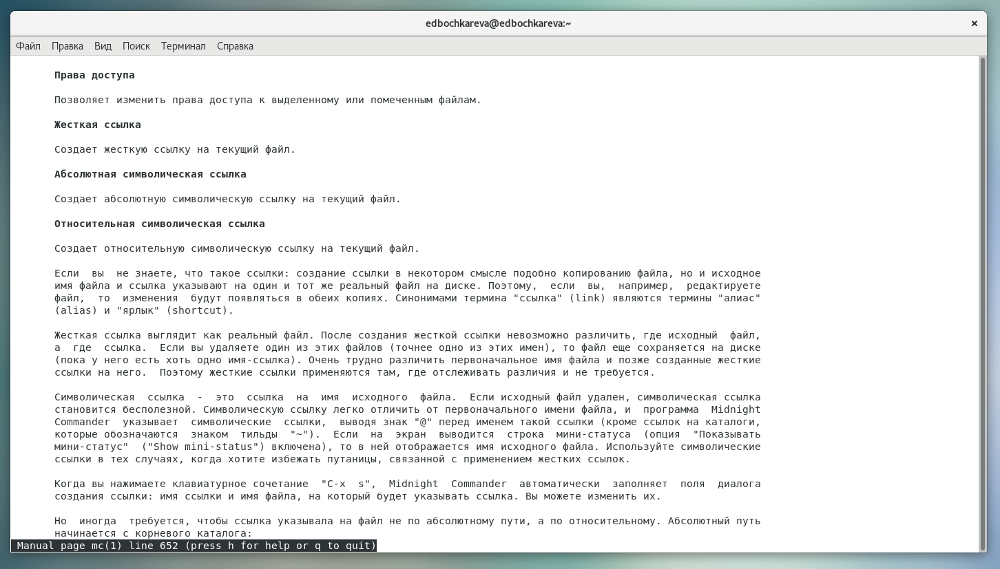 edbochkareva@edbochkareva:~
Файл Правка Вид Поиск Терминал Справка
Права доступа
Позволяет изменить права доступа к выделенному или помеченным файлам.
Жесткая ссылка
Создает жесткую ссылку на текущий файл.
Абсолютная символическая ссылка
Создает абсолютную символическую ссылку на текущий файл.
Относительная символическая ссылка
Создает относительную символическую ссылку на текущий файл.
Если  вы  не знаете, что такое ссылки: создание ссылки в некотором смысле подобно копированию файла, но и исходное
имя файла и ссылка указывают на один и тот же реальный файл на диске. Поэтому,  если  вы,  например,  редактируете
файл,  то  изменения  будут появляться в обеих копиях. Синонимами термина "ссылка" (link) являются термины "алиас"
(alias) и "ярлык" (shortcut).
Жесткая ссылка выглядит как реальный файл. После создания жесткой ссылки невозможно различить, где исходный  файл,
а  где  ссылка.  Если вы удаляете один из этих файлов (точнее одно из этих имен), то файл еще сохраняется на диске
(пока у него есть хоть одно имя-ссылка). Очень трудно различить первоначальное имя файла и позже созданные жесткие
ссылки на него.  Поэтому жесткие ссылки применяются там, где отслеживать различия и не требуется.
Символическая  ссылка  -  это  ссылка  на  имя  исходного  файла.  Если исходный файл удален, символическая ссылка
становится бесполезной. Символическую ссылку легко отличить от первоначального имени файла, и  программа  Midnight
Commander  указывает  символические  ссылки,  выводя знак "@" перед именем такой ссылки (кроме ссылок на каталоги,
которые обозначаются  знаком  тильды  "~").  Если  на  экран  выводится  строка  мини-статуса  (опция  "Показывать
мини-статус"  ("Show mini-status") включена), то в ней отображается имя исходного файла. Используйте символические
ссылки в тех случаях, когда хотите избежать путаницы, связанной с применением жестких ссылок.
Когда вы нажимаете клавиатурное сочетание  "C-x  s",  Midnight  Commander  автоматически  заполняет  поля  диалога
создания ссылки: имя ссылки и имя файла, на который будет указывать ссылка. Вы можете изменить их.
Но  иногда  требуется, чтобы ссылка указывала на файл не по абсолютному пути, а по относительному. Абсолютный путь
начинается с корневого каталога:
Manual page mc(1) line 652 (press h for help or q to quit)